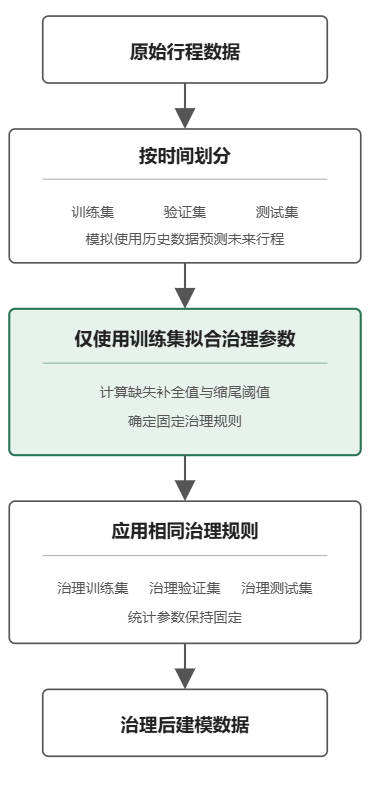 原始行程数据
按时间划分
训练集 验证集 测试集
模拟使用历史数据预测未来行程
仅使用训练集拟合治理参数
计算缺失补全值与缩尾阈值
确定固定治理规则
应用相同治理规则
治理训练集 治理验证集 治理测试集
统计参数保持固定
治理后建模数据